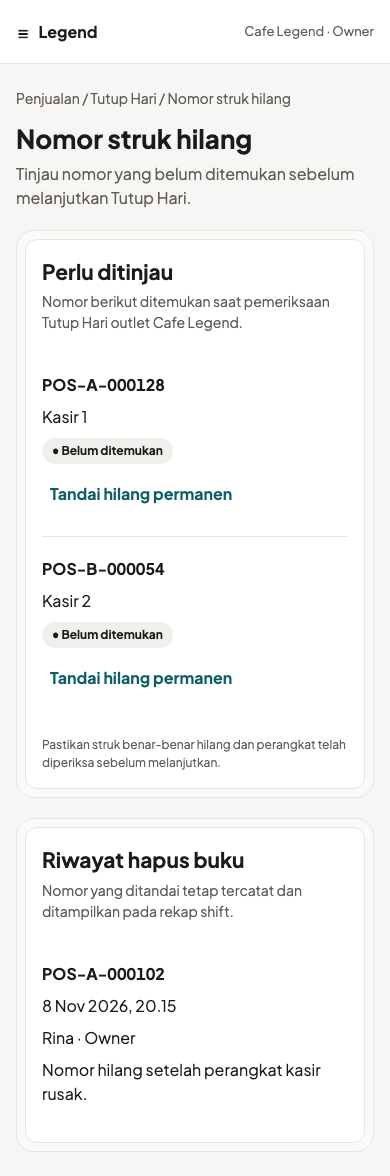 ≡ Legend
Cafe Legend · Owner
Penjualan / Tutup Hari / Nomor struk hilang
Nomor struk hilang
Tinjau nomor yang belum ditemukan sebelum
melanjutkan Tutup Hari.
Perlu ditinjau
Nomor berikut ditemukan saat pemeriksaan
Tutup Hari outlet Cafe Legend.
POS-A-000128
Kasir 1
• Belum ditemukan
Tandai hilang permanen
POS-B-000054
Kasir 2
• Belum ditemukan
Tandai hilang permanen
Pastikan struk benar-benar hilang dan perangkat telah
diperiksa sebelum melanjutkan.
Riwayat hapus buku
Nomor yang ditandai tetap tercatat dan
ditampilkan pada rekap shift.
POS-A-000102
8 Nov 2026, 20.15
Rina · Owner
Nomor hilang setelah perangkat kasir
rusak.